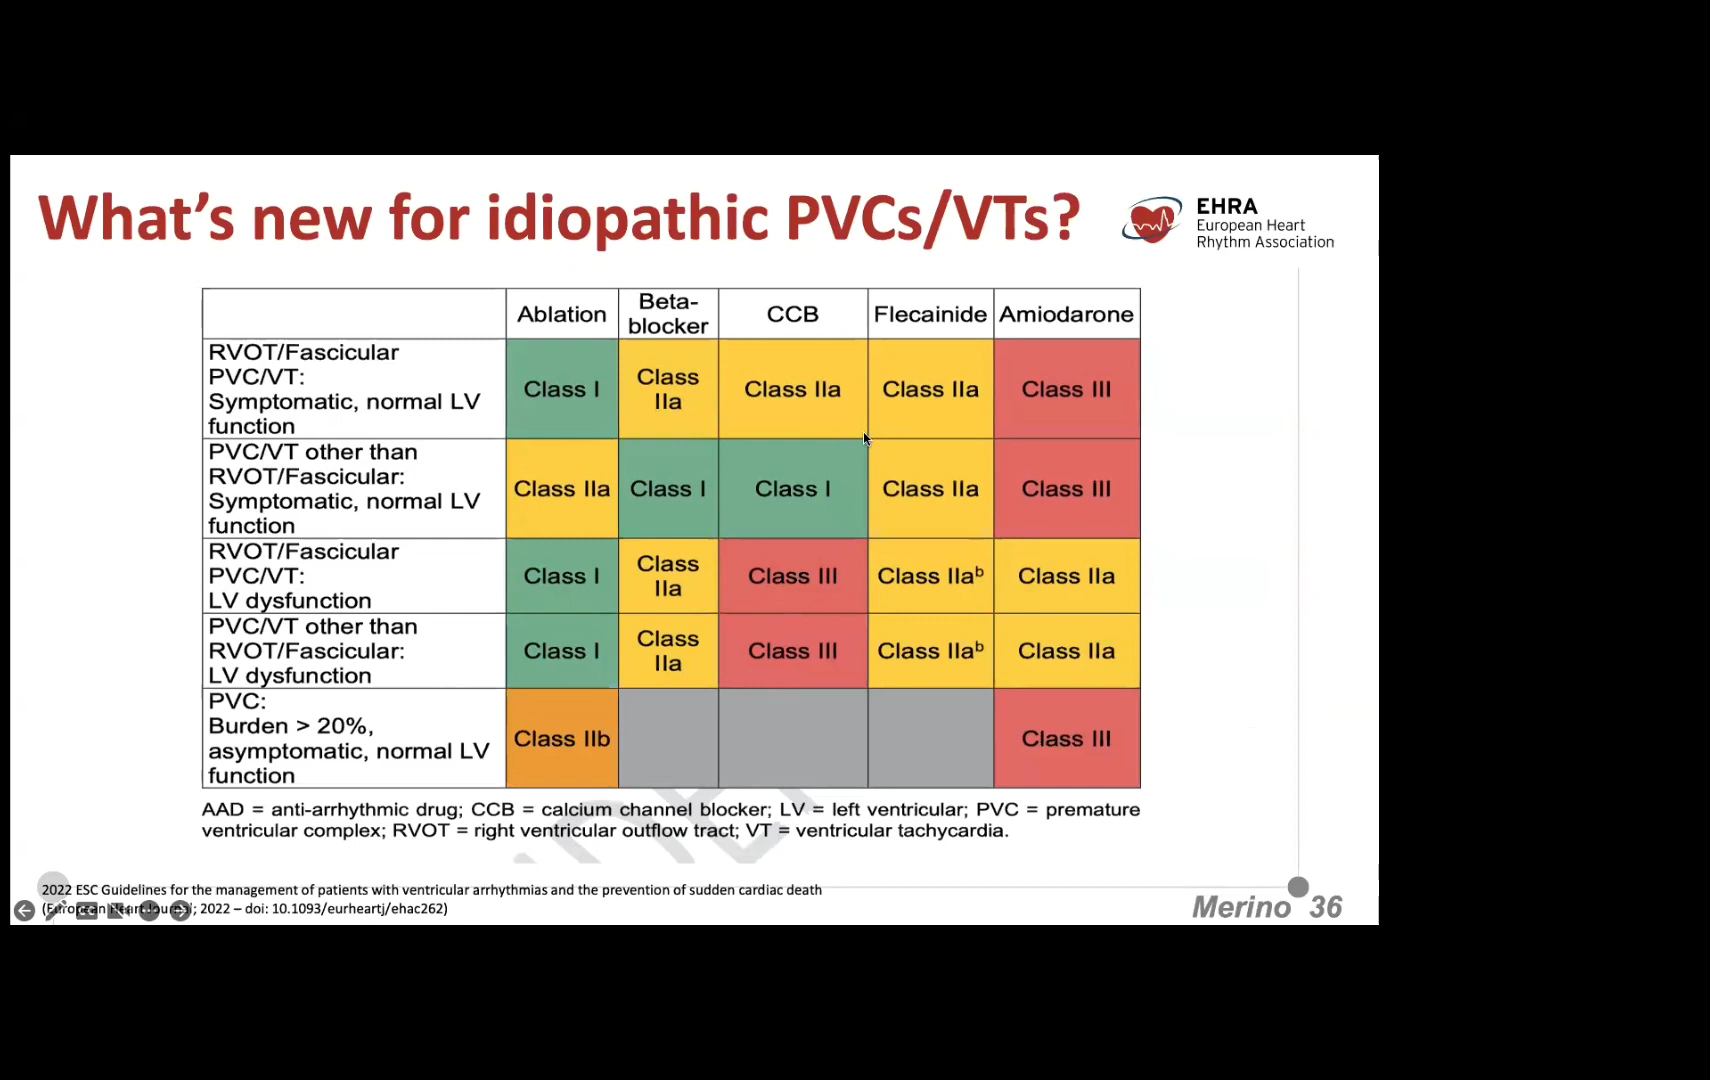 What's new for idiopathic PVCs/VTs?
EHRA
European Heart
Rhythm Association
Ablation
Beta-
blocker
CCB
Flecainide
Amiodarone
RVOT/Fascicular
PVC/VT:
Symptomatic, normal LV
function
Class I
Class
IIa
Class IIa
Class IIa
Class III
PVC/VT other than
RVOT/Fascicular:
Symptomatic, normal LV
function
Class IIa
Class I
Class I
Class IIa
Class III
RVOT/Fascicular
PVC/VT:
LV dysfunction
Class I
Class
IIa
Class III
Class IIaᵇ
Class IIa
PVC/VT other than
RVOT/Fascicular:
LV dysfunction
Class I
Class
IIa
Class III
Class IIaᵇ
Class IIa
PVC:
Burden > 20%,
asymptomatic, normal LV
function
Class IIb
Class III
AAD = anti-arrhythmic drug; CCB = calcium channel blocker; LV = left ventricular; PVC = premature
ventricular complex; RVOT = right ventricular outflow tract; VT = ventricular tachycardia.
2022 ESC Guidelines for the management of patients with ventricular arrhythmias and the prevention of sudden cardiac death
(European Heart Journal; 2022 – doi: 10.1093/eurheartj/ehac262)
Merino 36